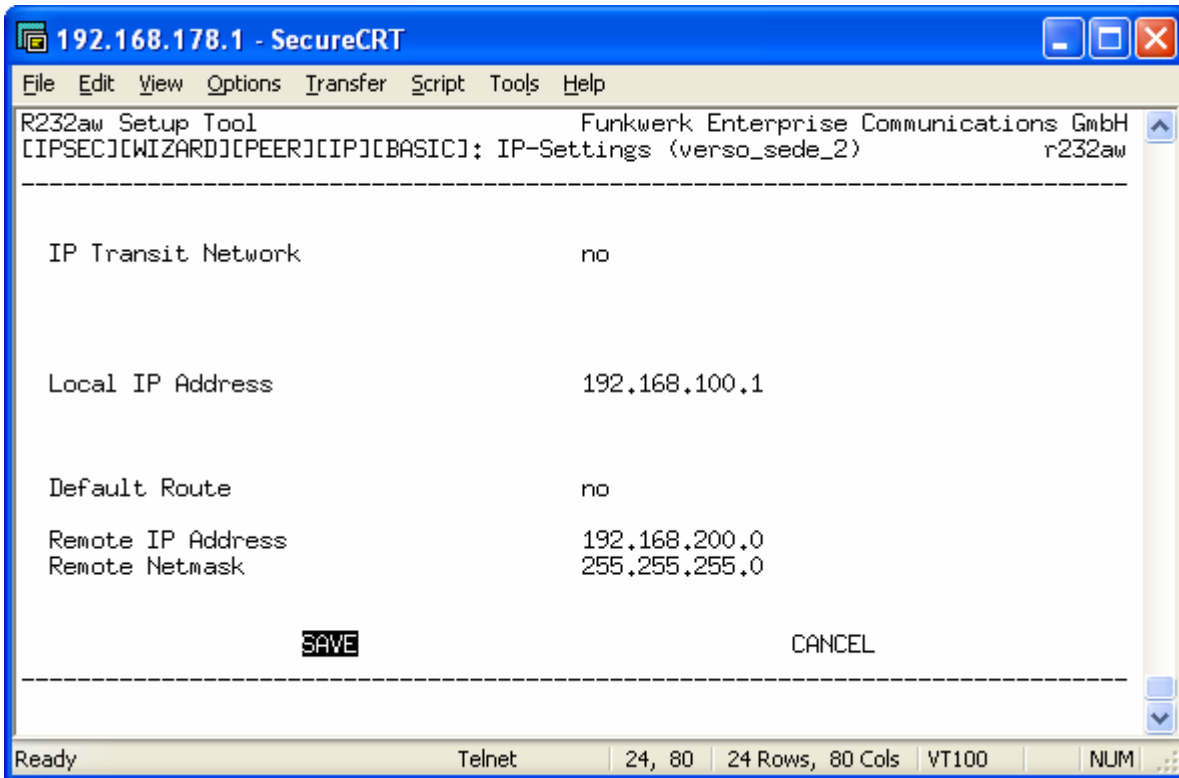 192.168.178.1 - SecureCRT
File Edit View Options Transfer Script Tools Help
R232aw Setup Tool Funkwerk Enterprise Communications GmbH
[IPSEC][WIZARD][PEER][IP][BASIC]: IP-Settings (verso_sede_2) r232aw
IP Transit Network no
Local IP Address 192.168.100.1
Default Route no
Remote IP Address 192.168.200.0
Remote Netmask 255.255.255.0
SAVE CANCEL
Ready Telnet 24, 80 24 Rows, 80 Cols VT100 NUM